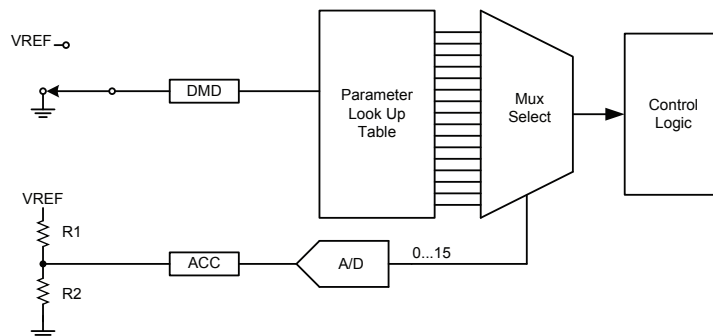 VREF
DMD
Parameter
Look Up
Table
Mux
Select
Control
Logic
VREF
R1
ACC
A/D
0...15
R2